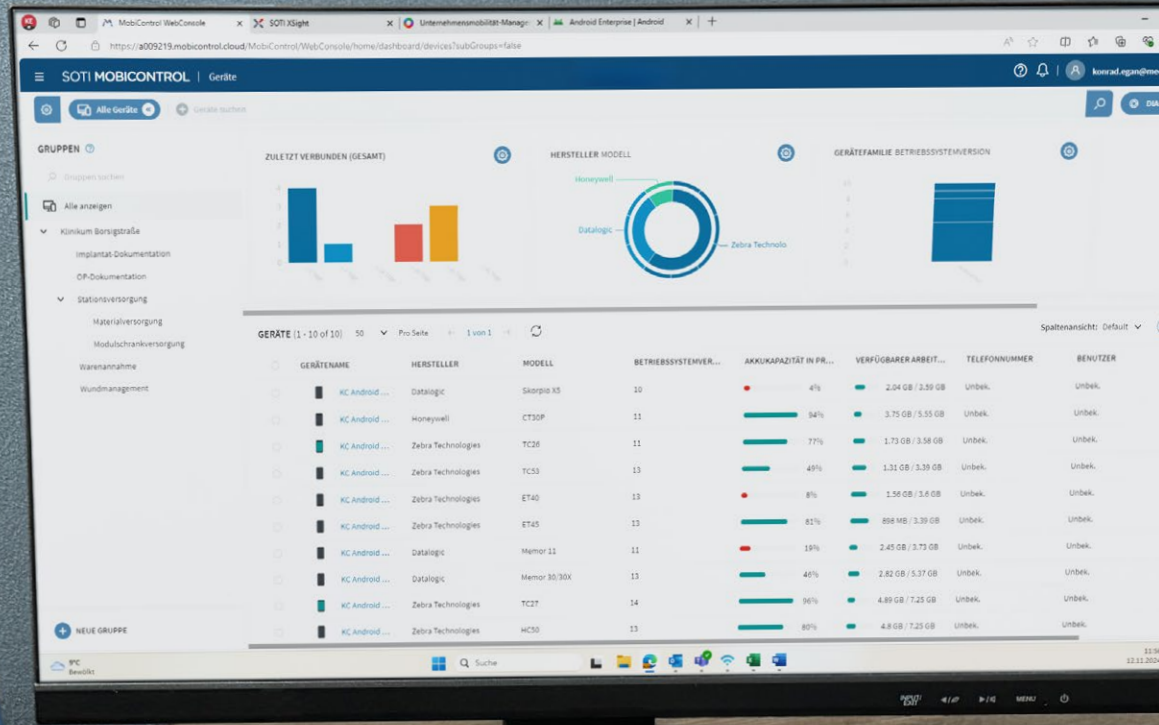 MobiControl WebConsole
SOTI XSight
Unternehmensmobilität-Manage
Android Enterprise | Android
https://a009219.mobicontrol.cloud/MobiControl/WebConsole/home/dashboard/devices?subGroups=false
SOTI MOBICONTROL | Geräte
konrad.egan@me
Alle Geräte
Geräte suchen
DIA
GRUPPEN
Gruppen suchen
Alle anzeigen
Klinikum Borsigstraße
Implantat-Dokumentation
OP-Dokumentation
Stationsversorgung
Materialversorgung
Modulschrankversorgung
Warenannahme
Wundmanagement
NEUE GRUPPE
ZULETZT VERBUNDEN (GESAMT)
HERSTELLER MODELL
Honeywell
Datalogic
Zebra Technolo
GERÄTEFAMILIE BETRIEBSSYSTEMVERSION
GERÄTE (1 - 10 of 10) 50 Pro Seite 1 von 1
Spaltenansicht: Default
GERÄTENAME HERSTELLER MODELL BETRIEBSSYSTEMVER... AKKUKAPAZITÄT IN PR... VERFÜGBARER ARBEIT... TELEFONNUMMER BENUTZER
KC Android ... Datalogic Skorpio X5 10 4% 2.04 GB / 3.59 GB Unbek. Unbek.
KC Android ... Honeywell CT30P 11 94% 3.75 GB / 5.55 GB Unbek. Unbek.
KC Android ... Zebra Technologies TC26 11 77% 1.73 GB / 3.58 GB Unbek. Unbek.
KC Android ... Zebra Technologies TC53 13 49% 1.31 GB / 3.39 GB Unbek. Unbek.
KC Android ... Zebra Technologies ET40 13 8% 1.56 GB / 3.6 GB Unbek. Unbek.
KC Android ... Zebra Technologies ET45 13 81% 898 MB / 3.39 GB Unbek. Unbek.
KC Android ... Datalogic Memor 11 11 19% 2.45 GB / 3.73 GB Unbek. Unbek.
KC Android ... Datalogic Memor 30/30X 13 46% 2.82 GB / 5.37 GB Unbek. Unbek.
KC Android ... Zebra Technologies TC27 14 96% 4.89 GB / 7.25 GB Unbek. Unbek.
KC Android ... Zebra Technologies HC50 13 80% 4.8 GB / 7.25 GB Unbek. Unbek.
9°C
Bewölkt
Suche
12.11.2024
INPUT/
EXIT
MENU